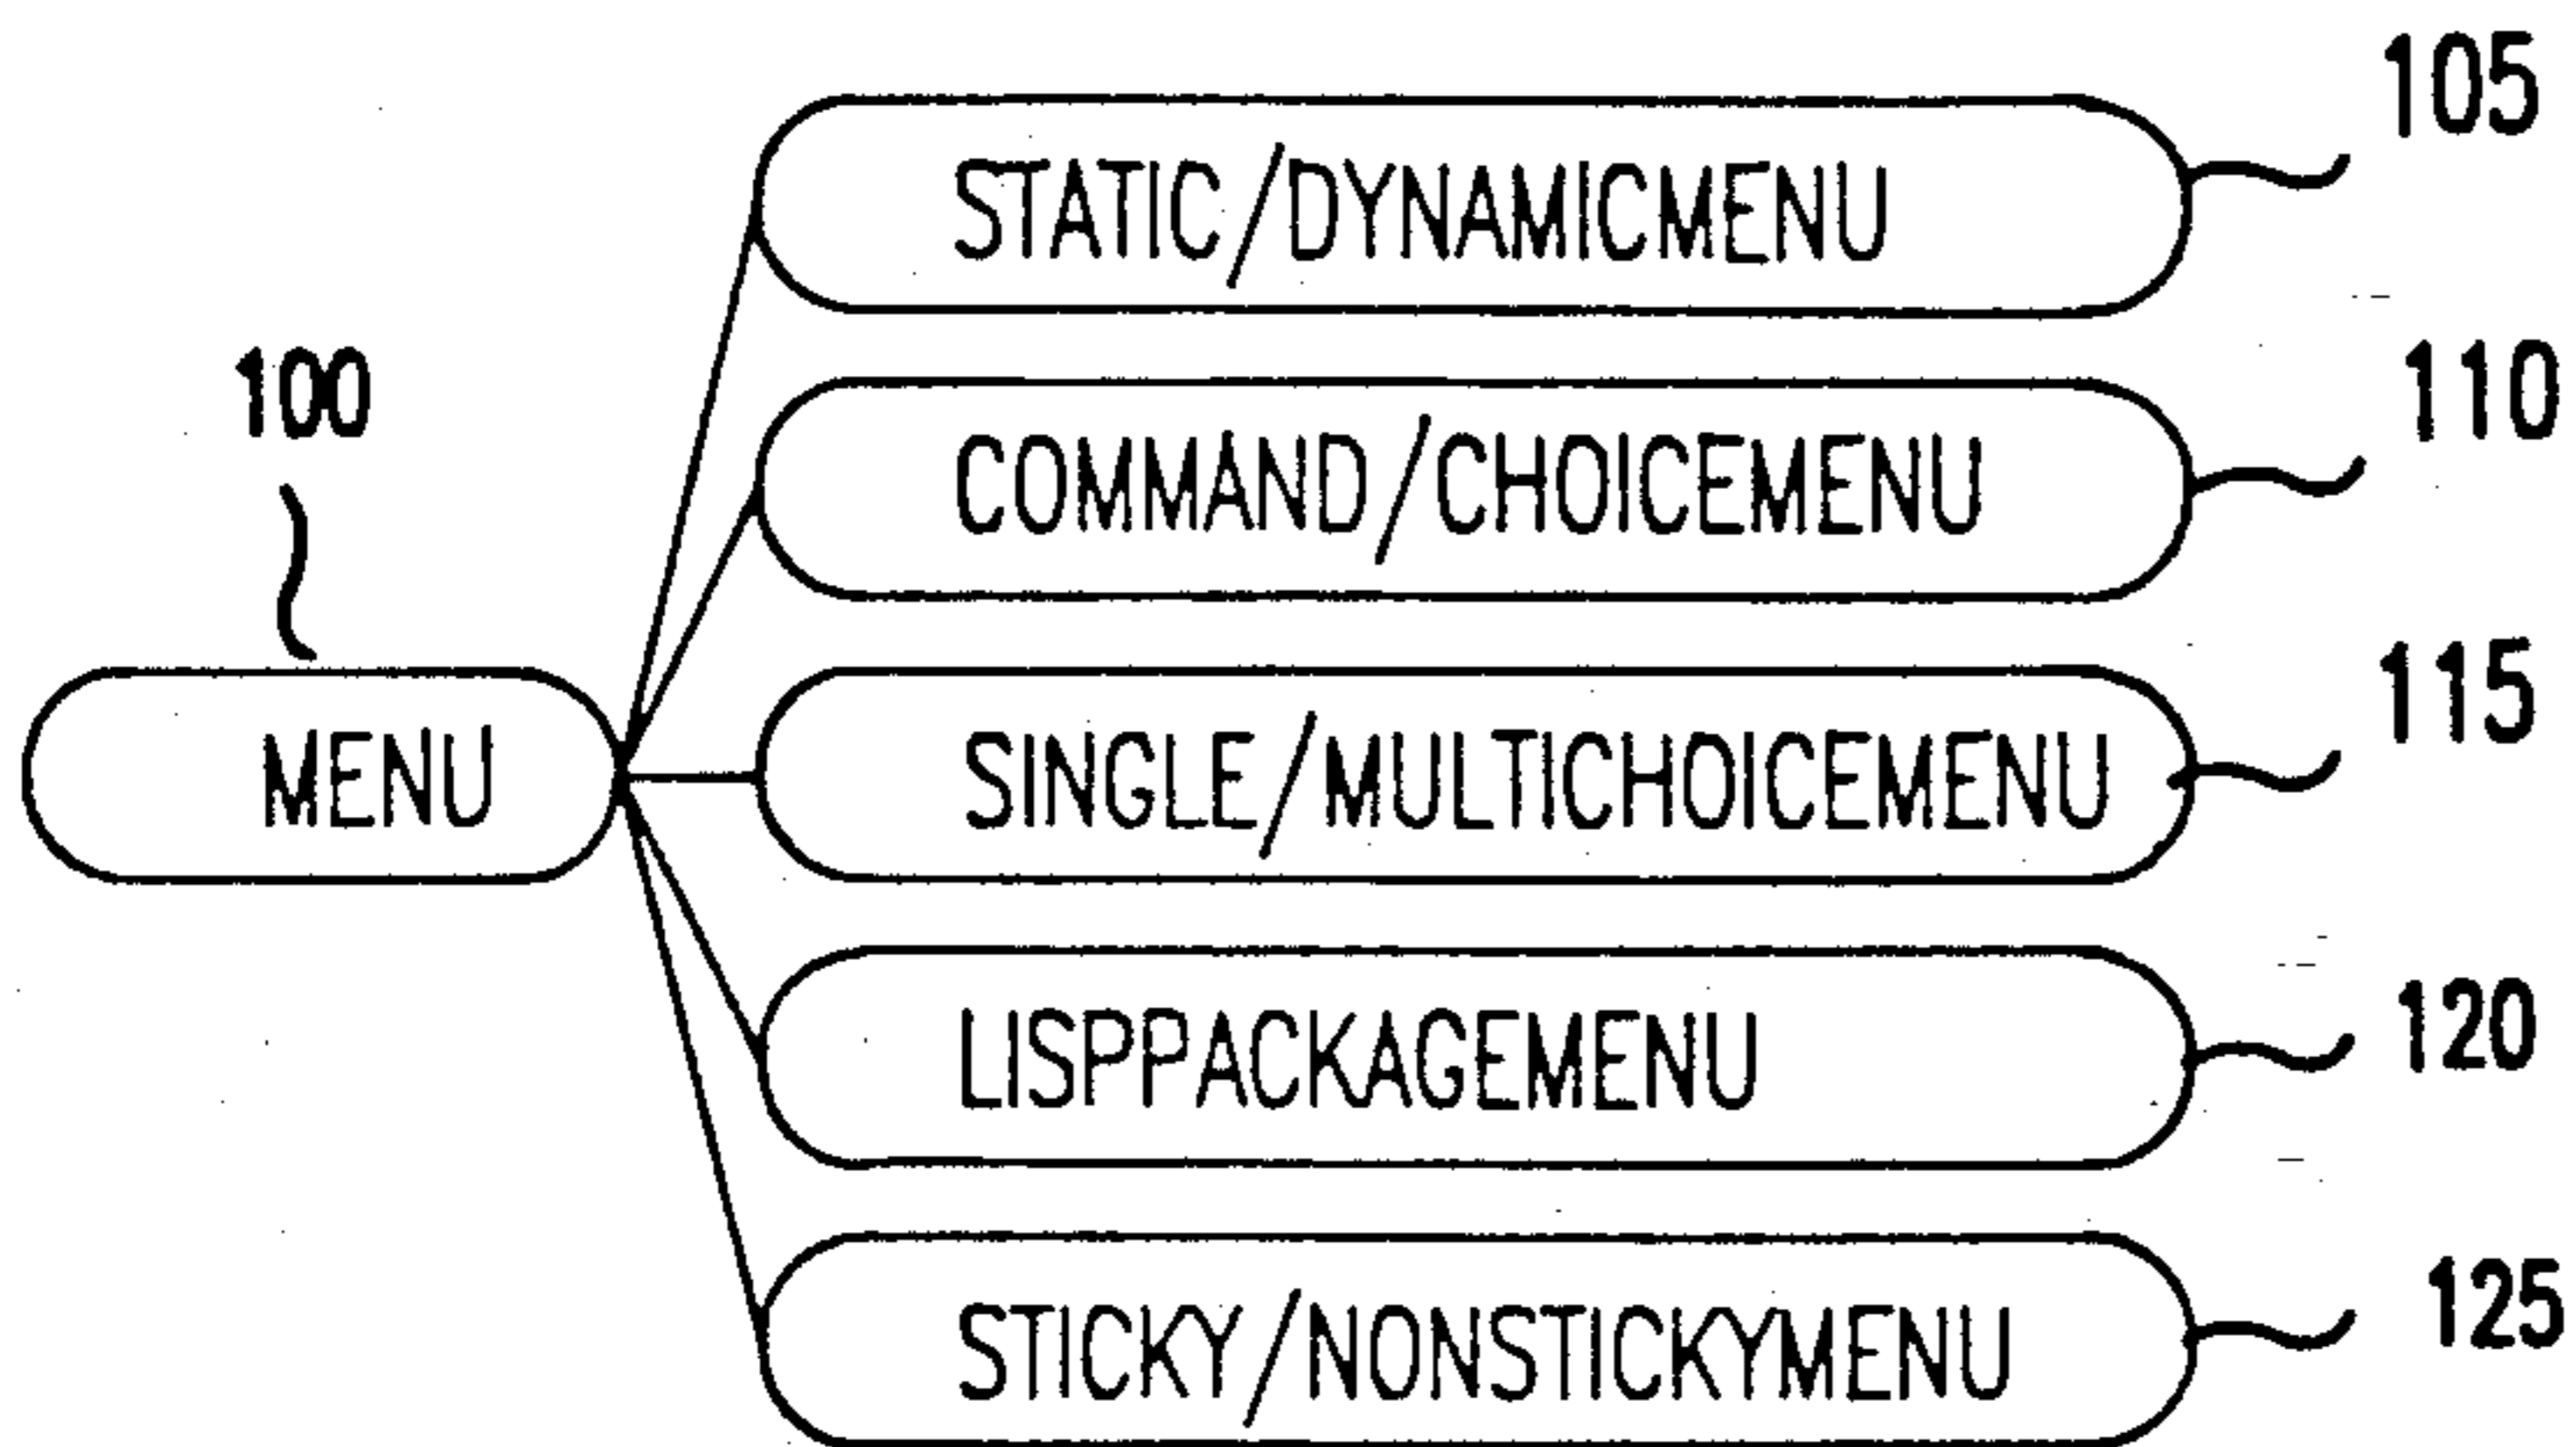 105
STATIC/DYNAMICMENU
110
100
COMMAND/CHOICEMENU
115
MENU
SINGLE/MULTICHOICEMENU
120
LISPPACKAGEMENU
125
STICKY/NONSTICKYMENU